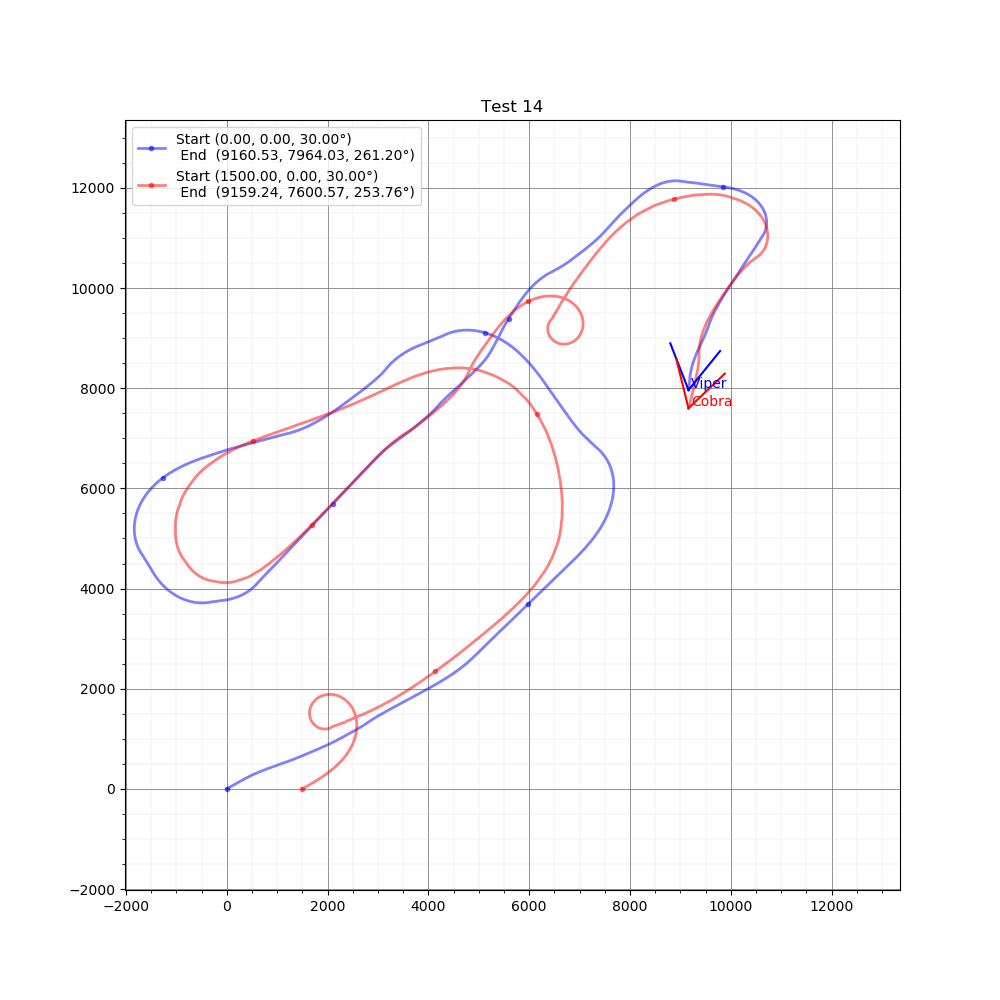 Test 14
Start (0.00, 0.00, 30.00°)
End (9160.53, 7964.03, 261.20°)
Start (1500.00, 0.00, 30.00°)
End (9159.24, 7600.57, 253.76°)
12000
10000
8000
6000
4000
2000
0
−2000
Viper
Cobra
−2000 0 2000 4000 6000 8000 10000 12000